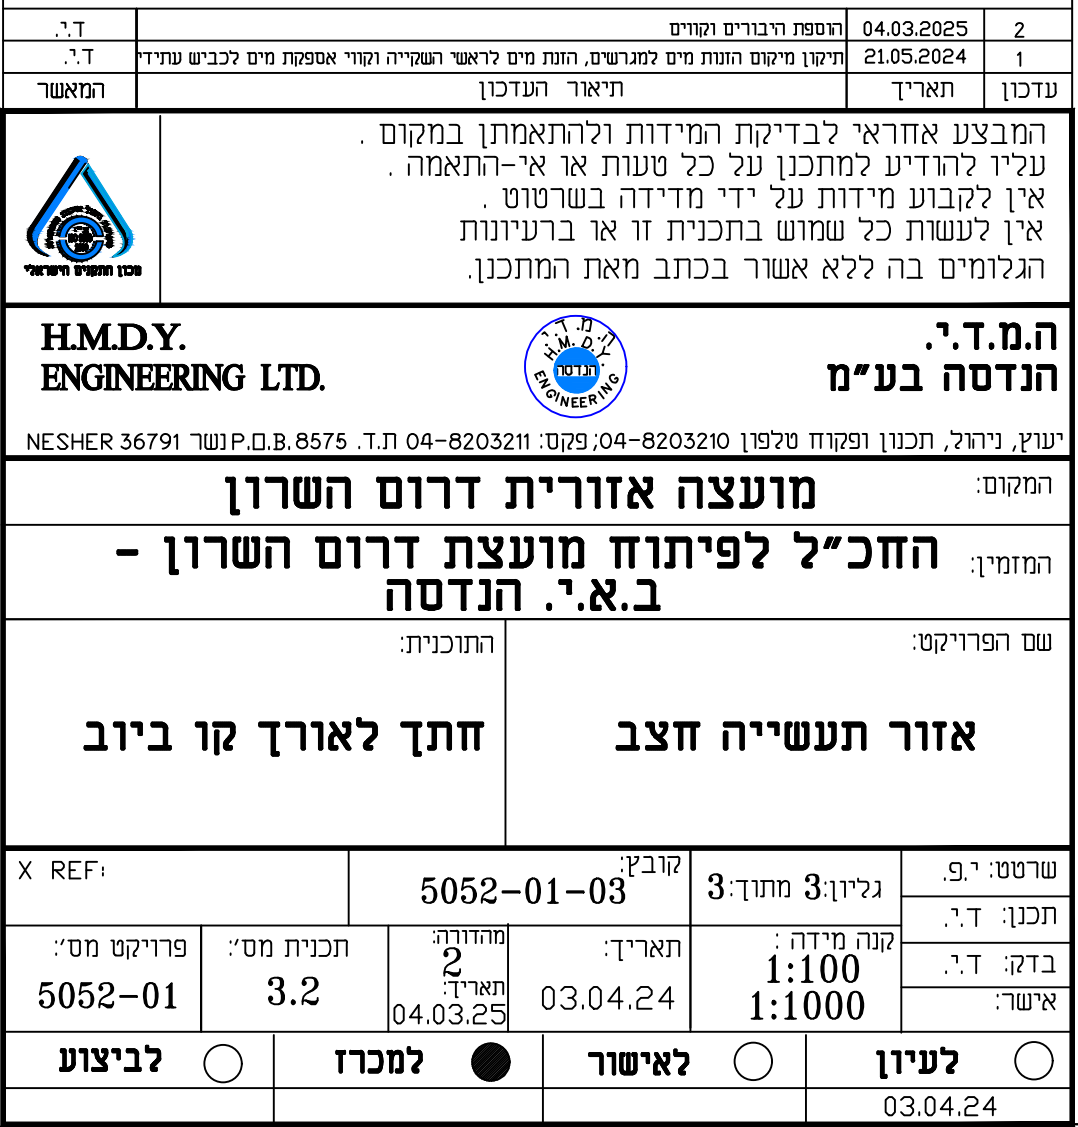 2 04.03.2025 הוספת חיבורים וקווים ד.י.
1 21.05.2024 תיקון מיקום הזנות מים למגרשים, הזנת מים לראשי השקייה וקווי אספקת מים לכביש עתידי ד.י.
עדכון תאריך תיאור העדכון המאשר
המבצע אחראי לבדיקת המידות ולהתאמתן במקום .
עליו להודיע למתכנן על כל טעות או אי-התאמה .
אין לקבוע מידות על ידי מדידה בשרטוט .
אין לעשות כל שמוש בתכנית זו או ברעיונות
הגלומים בה ללא אשור בכתב מאת המתכנן.
מכון התקנים הישראלי
ה.מ.ד.י.
הנדסה בע״מ
ה.מ.ד.י.
H.M.D.Y.
הנדסה
ENGINEERING
H.M.D.Y.
ENGINEERING LTD.
יעוץ, ניהול, תכנון ופקוח טלפון 04-8203210; פקס: 04-8203211 ת.ד. 8575 P.O.B. נשר 36791 NESHER
המקום: מועצה אזורית דרום השרון
המזמין: החכ״ל לפיתוח מועצת דרום השרון -
ב.א.י. הנדסה
שם הפרויקט:
אזור תעשייה חצב
התוכנית:
חתך לאורך קו ביוב
שרטט: י.פ.
תכנן: ד.י.
בדק: ד.י.
אישר:
גליון: 3 מתוך: 3
קובץ:
5052-01-03
X REF:
קנה מידה :
1:100
1:1000
תאריך:
03.04.24
מהדורה:
2
תאריך:
04.03.25
תכנית מס׳:
3.2
פרויקט מס׳:
5052-01
לעיון לאישור למכרז לביצוע
03.04.24